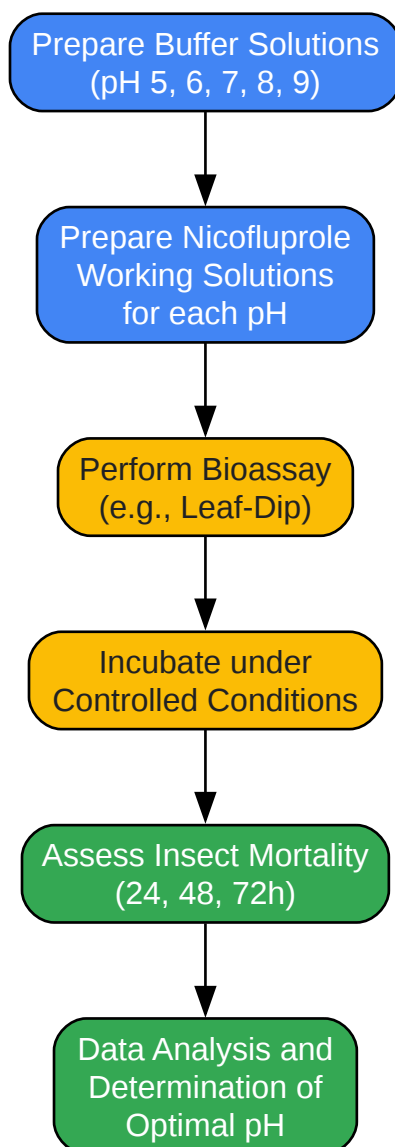 Prepare Buffer Solutions
(pH 5, 6, 7, 8, 9)
Prepare Nicofluprole
Working Solutions
for each pH
Perform Bioassay
(e.g., Leaf-Dip)
Incubate under
Controlled Conditions
Assess Insect Mortality
(24, 48, 72h)
Data Analysis and
Determination of
Optimal pH